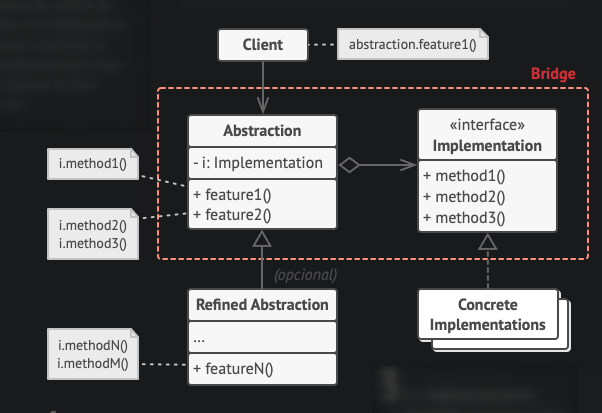 Client
abstraction.feature1()
Bridge
Abstraction
- i: Implementation
+ feature1()
+ feature2()
«interface»
Implementation
+ method1()
+ method2()
+ method3()
i.method1()
i.method2()
i.method3()
(opcional)
Refined Abstraction
...
+ featureN()
Concrete
Implementations
i.methodN()
i.methodM()